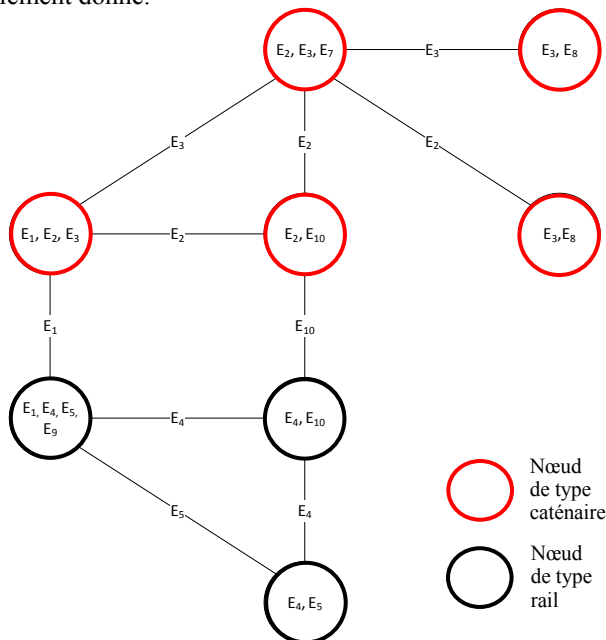 lement donné.
E₂, E₃, E₇
E₃
E₃, E₈
E₃
E₂
E₂
E₁, E₂, E₃
E₂
E₂, E₁₀
E₃,E₈
E₁
E₁₀
E₁, E₄, E₅,
E₉
E₄
E₄, E₁₀
Nœud
de type
caténaire
E₅
E₄
Nœud
de type
rail
E₄, E₅